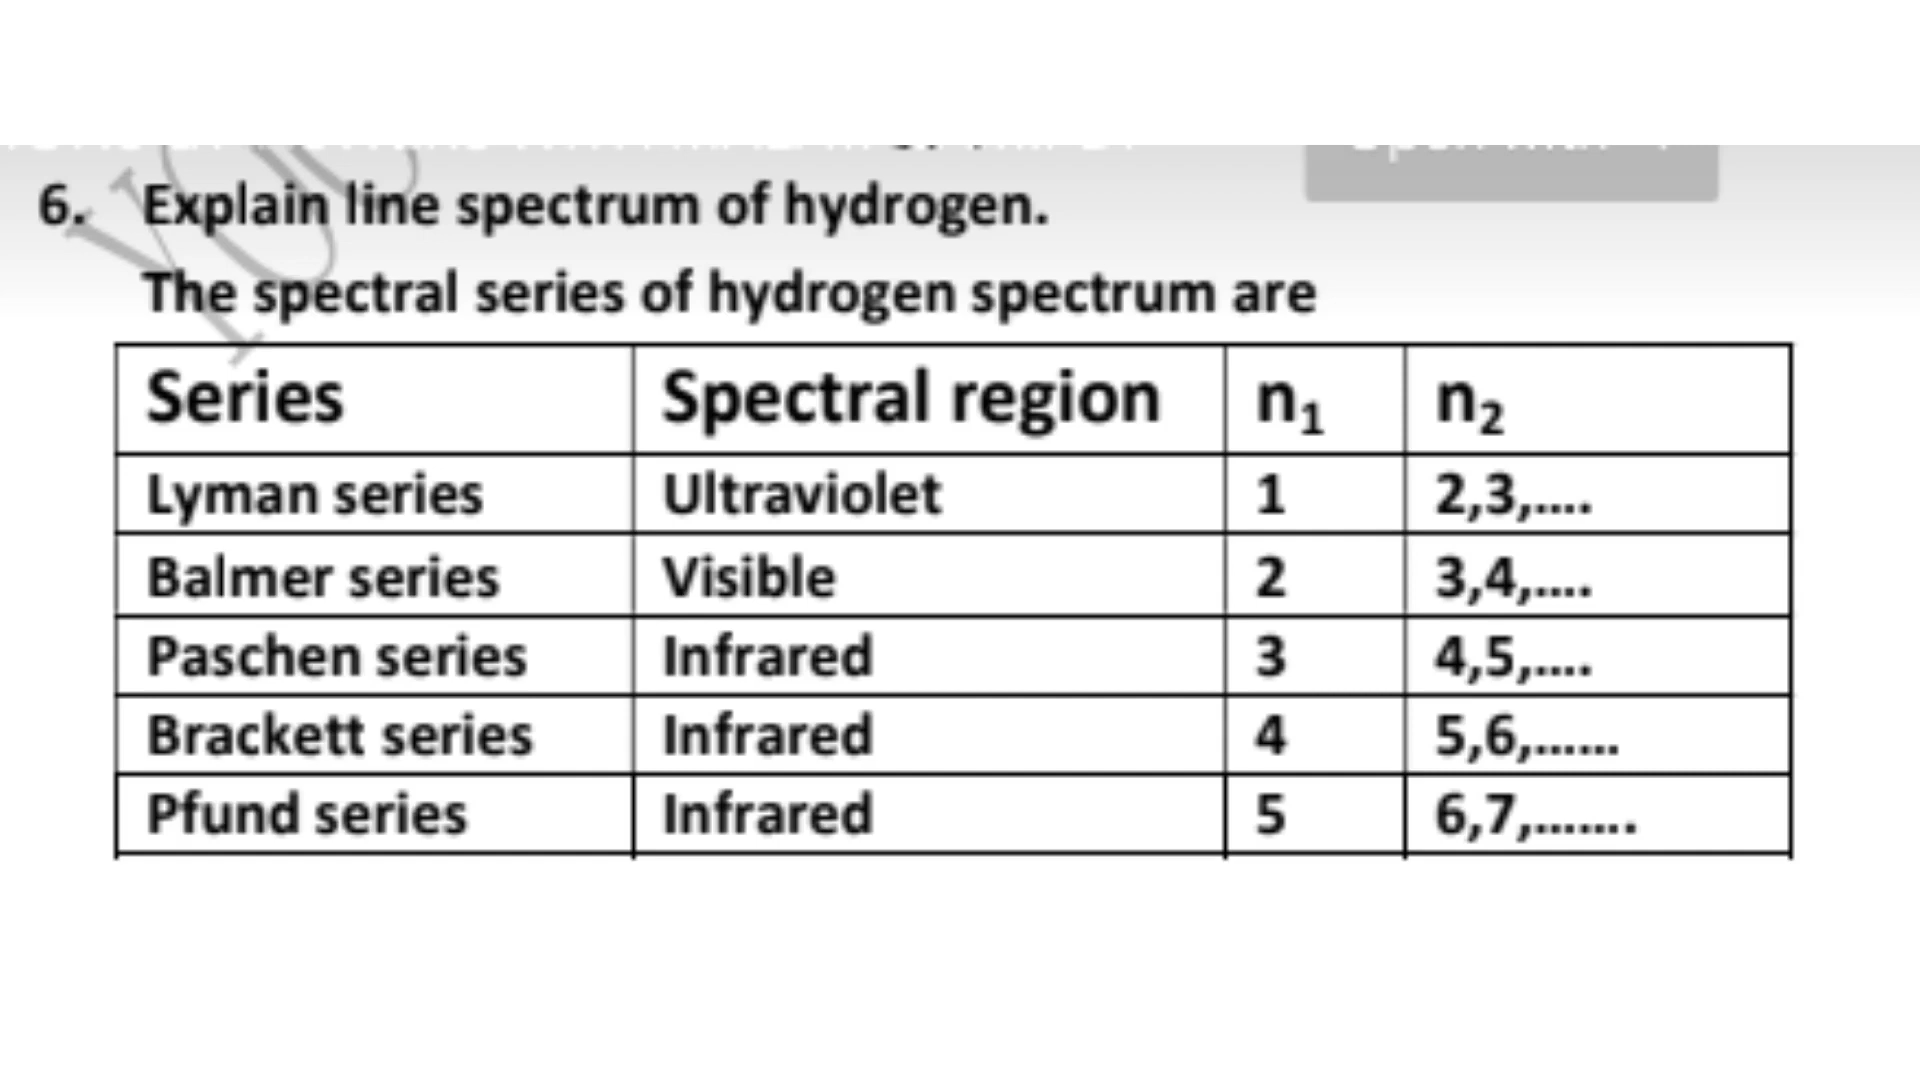 6. Explain line spectrum of hydrogen.
The spectral series of hydrogen spectrum are
Series Spectral region n₁ n₂
Lyman series Ultraviolet 1 2,3,....
Balmer series Visible 2 3,4,....
Paschen series Infrared 3 4,5,....
Brackett series Infrared 4 5,6,.......
Pfund series Infrared 5 6,7,........